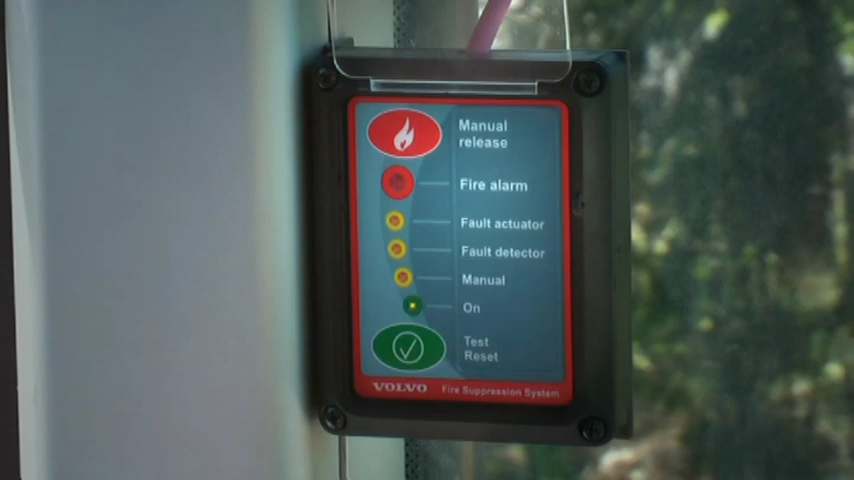 Manual
release
Fire alarm
Fault actuator
Fault detector
Manual
On
Test
Reset
VOLVO Fire Suppression System